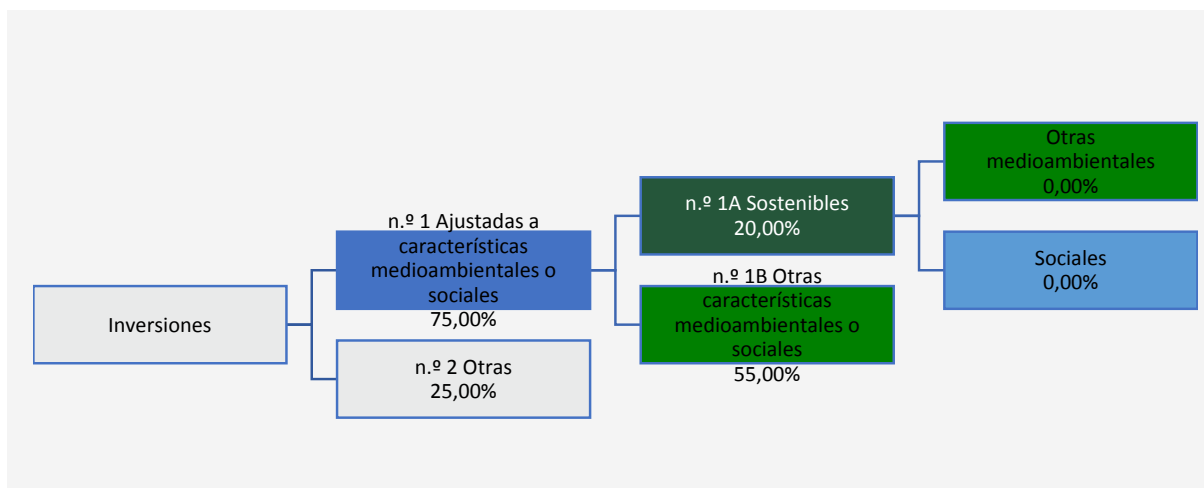 Inversiones
n.º 1 Ajustadas a
características
medioambientales o
sociales
75,00%
n.º 2 Otras
25,00%
n.º 1A Sostenibles
20,00%
n.º 1B Otras
características
medioambientales o
sociales
55,00%
Otras
medioambientales
0,00%
Sociales
0,00%